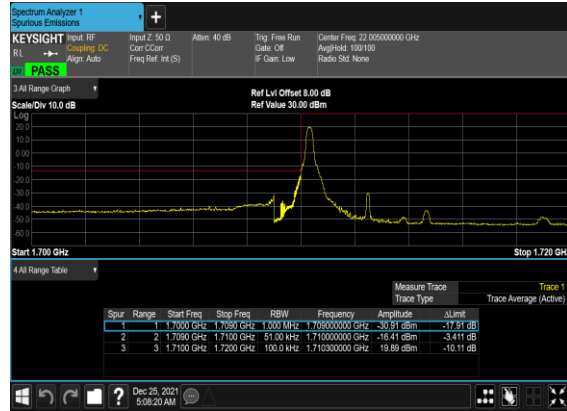 Spectrum Analyzer 1
Spurious Emissions
KEYSIGHT Input: RF Input Z: 50 Ω Atten: 40 dB Trig: Free Run Center Freq: 22.005000000 GHz
RL Coupling: DC Corr CCorr Gate: Off Avg|Hold: 100/100
Align: Auto Freq Ref: Int (S) IF Gain: Low Radio Std: None
PASS
3 All Range Graph
Ref Lvl Offset 8.00 dB
Scale/Div 10.0 dB Ref Value 30.00 dBm
Log
20.0
10.0
0.00
-10.0
-20.0
-30.0
-40.0
-50.0
-60.0
Start 1.700 GHz Stop 1.720 GH
4 All Range Table
Measure Trace Trace 1
Trace Type Trace Average (Active)
Spur Range Start Freq Stop Freq RBW Frequency Amplitude ΔLimit
1 1 1.7000 GHz 1.7090 GHz 1.000 MHz 1.709000000 GHz -30.91 dBm -17.91 dB
2 2 1.7090 GHz 1.7100 GHz 51.00 kHz 1.710000000 GHz -16.41 dBm -3.411 dB
3 3 1.7100 GHz 1.7200 GHz 100.0 kHz 1.710300000 GHz 19.89 dBm -10.11 dB
Dec 25, 2021
5:08:20 AM